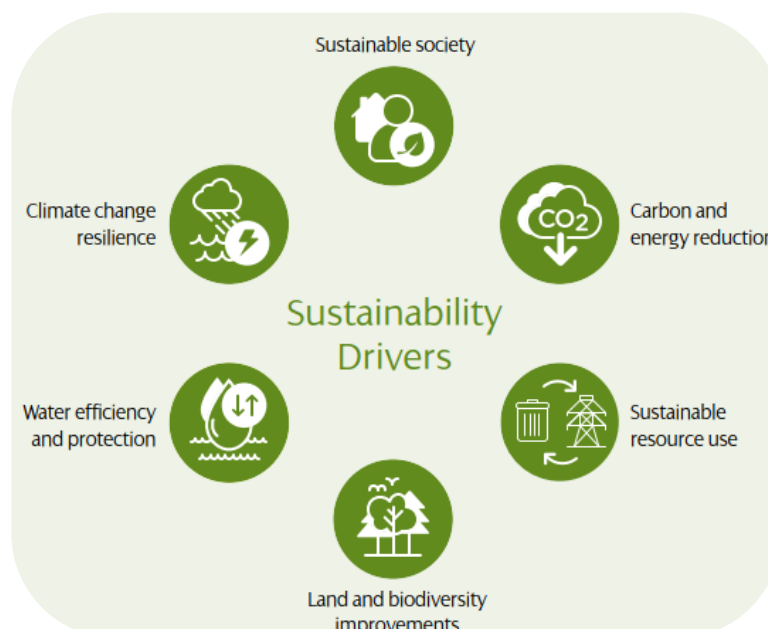 Sustainable society
Climate change
resilience
CO2
Carbon and
energy reduction
Sustainability
Drivers
Water efficiency
and protection
Sustainable
resource use
Land and biodiversity
improvements